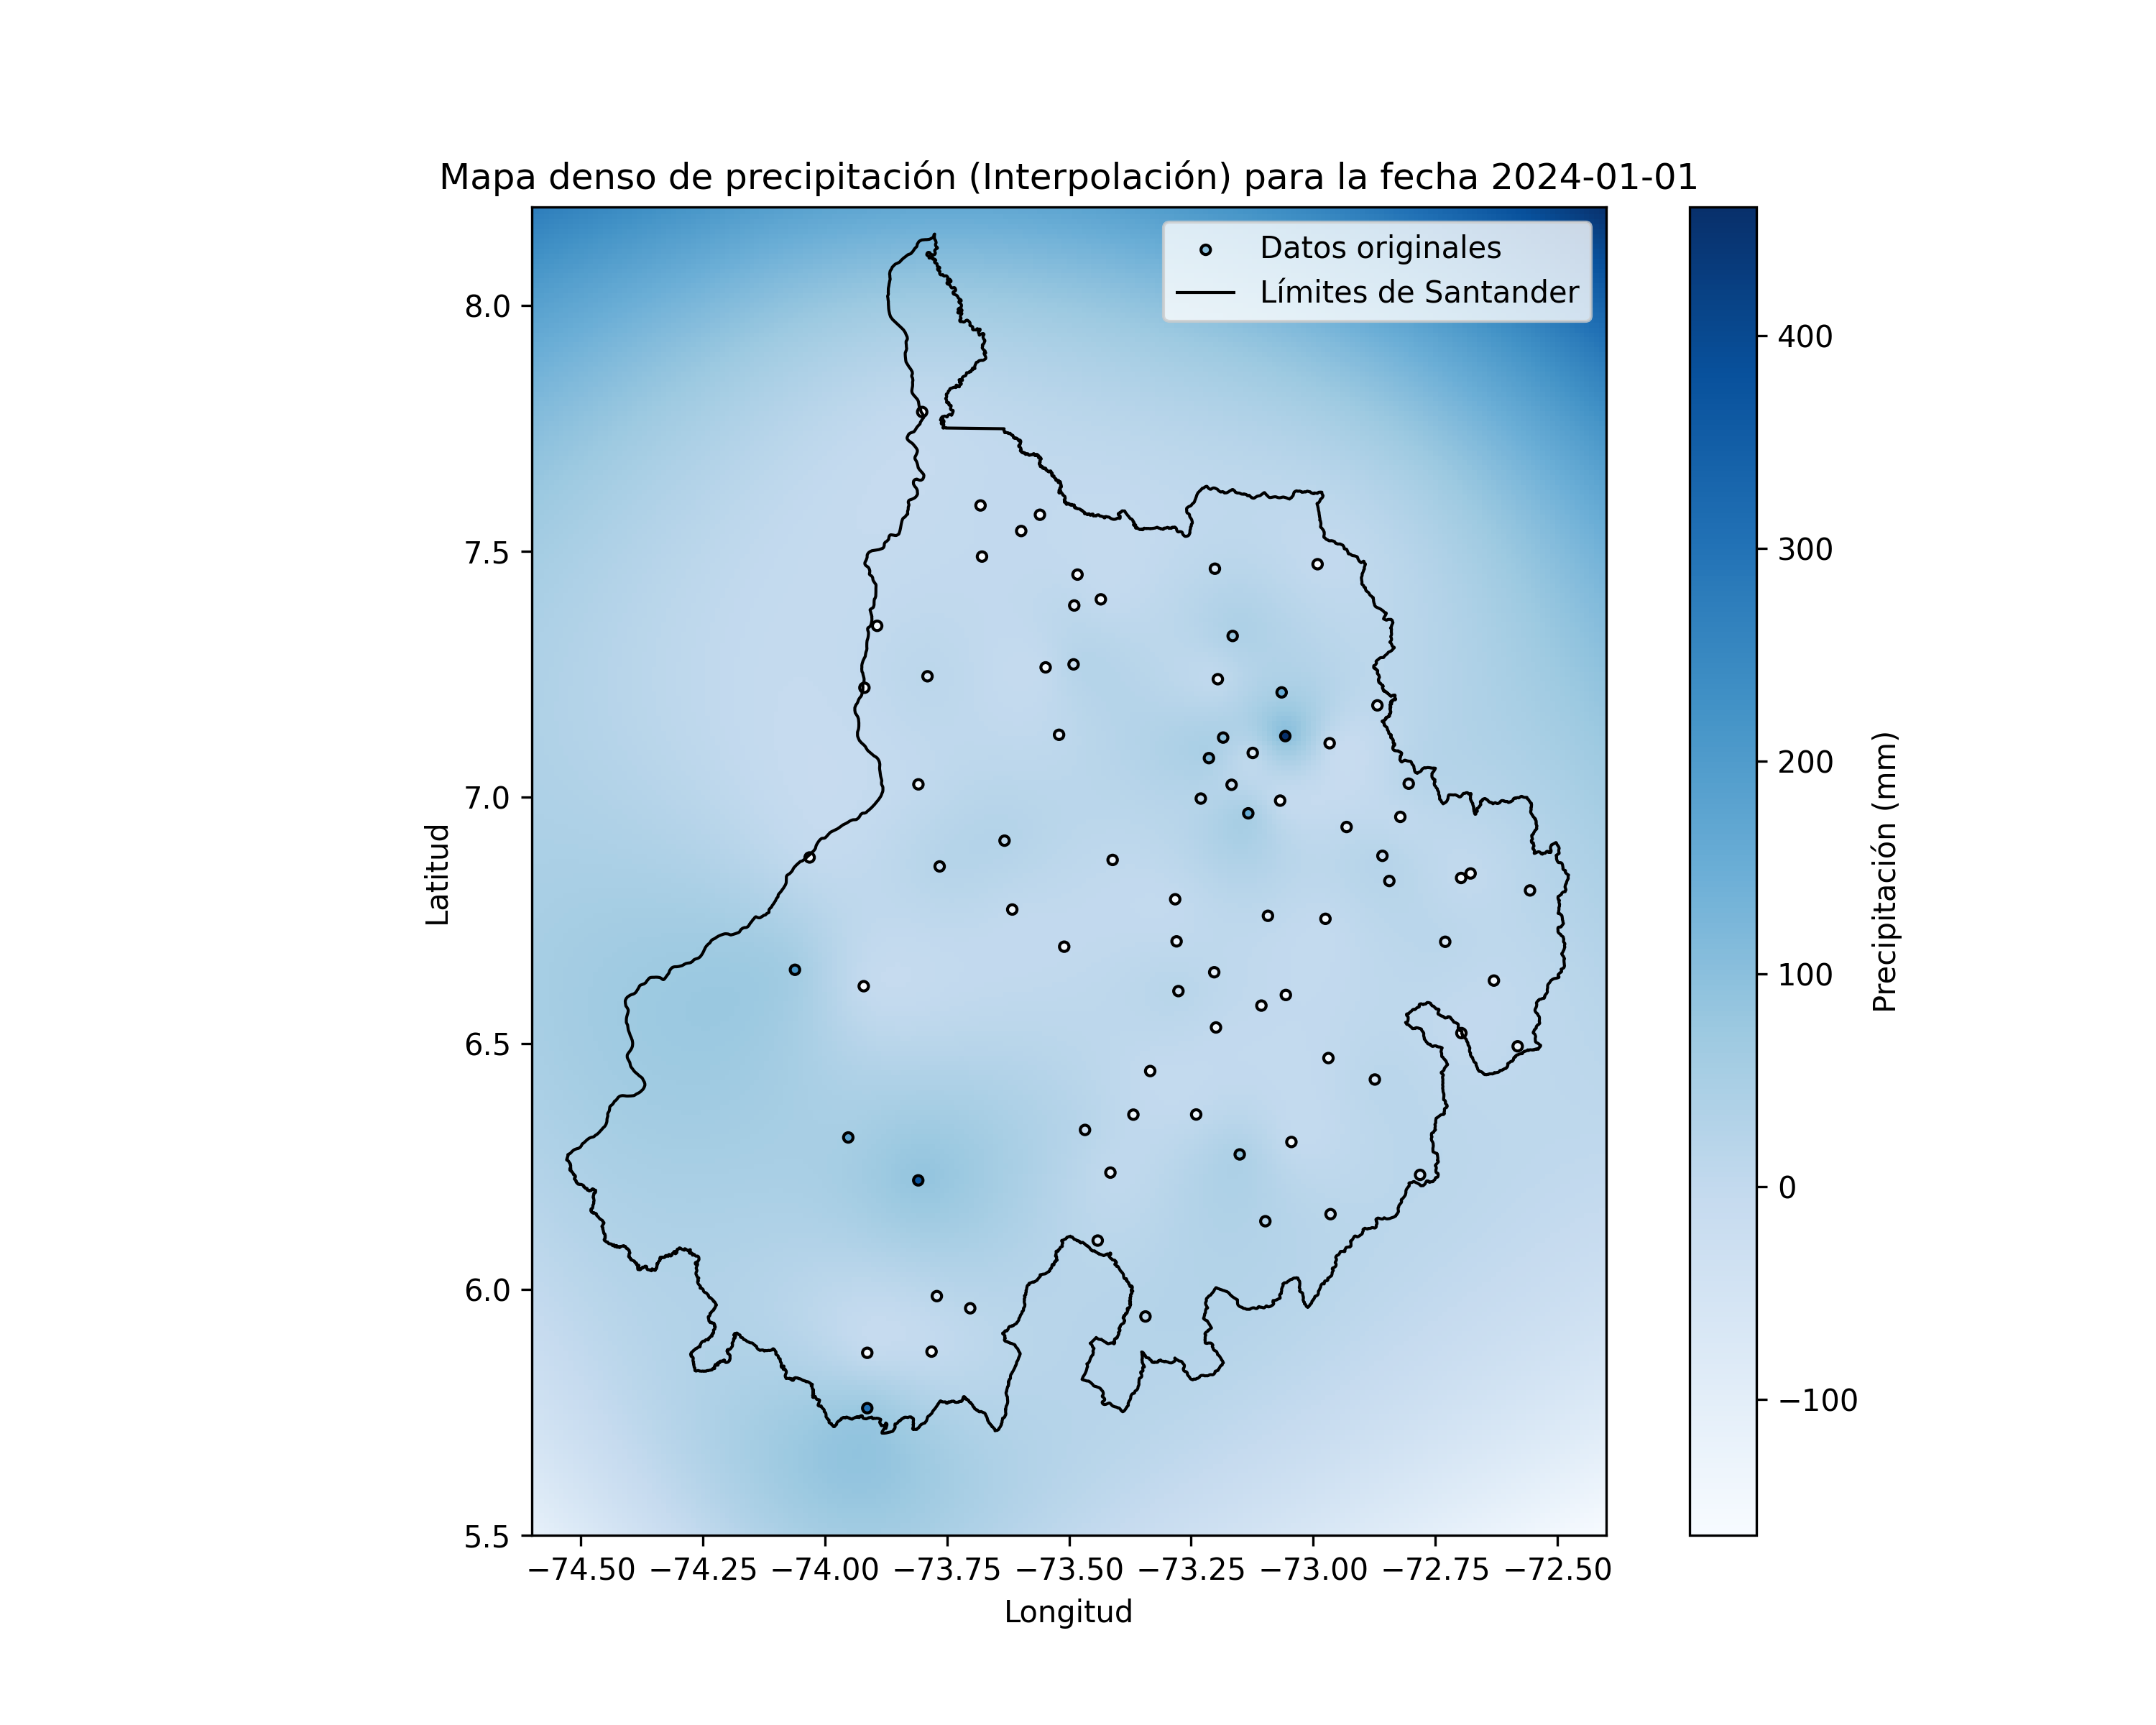 Mapa denso de precipitación (Interpolación) para la fecha 2024-01-01
Datos originales
Límites de Santander
8.0
7.5
7.0
6.5
6.0
5.5
Latitud
−74.50 −74.25 −74.00 −73.75 −73.50 −73.25 −73.00 −72.75 −72.50
Longitud
400
300
200
100
0
−100
Precipitación (mm)